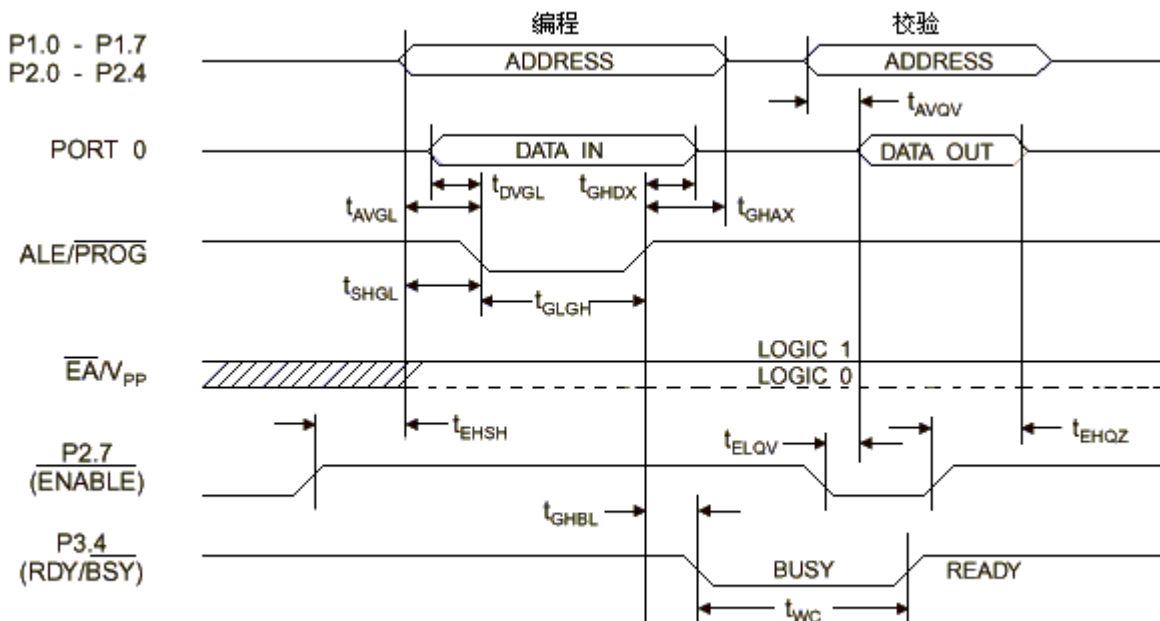 编程 校验
P1.0 - P1.7
P2.0 - P2.4
ADDRESS ADDRESS
tAVQV
PORT 0 DATA IN DATA OUT
tDVGL tGHDX
tAVGL tGHAX
ALE/PROG
tSHGL tGLGH
LOGIC 1
EA/VPP
LOGIC 0
tEHSH tELQV tEHQZ
P2.7
(ENABLE)
tGHBL
P3.4
(RDY/BSY) BUSY READY
tWC